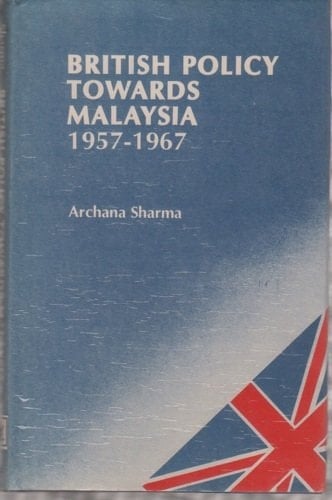 BRITISH POLICY
TOWARDS
MALAYSIA
1957-1967
Archana Sharma